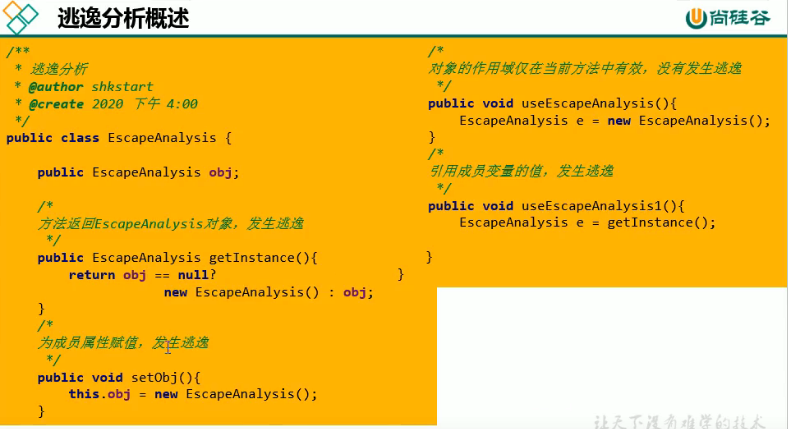 逃逸分析概述
尚硅谷
/**
 * 逃逸分析
 * @author shkstart
 * @create 2020 下午 4:00
 */
public class EscapeAnalysis {
public EscapeAnalysis obj;
/*
方法返回EscapeAnalysis对象，发生逃逸
 */
public EscapeAnalysis getInstance(){
return obj == null?
new EscapeAnalysis() : obj;
}
/*
为成员属性赋值，发生逃逸
 */
public void setObj(){
this.obj = new EscapeAnalysis();
}
/*
对象的作用域仅在当前方法中有效，没有发生逃逸
 */
public void useEscapeAnalysis(){
EscapeAnalysis e = new EscapeAnalysis();
}
/*
引用成员变量的值，发生逃逸
 */
public void useEscapeAnalysis1(){
EscapeAnalysis e = getInstance();
}
}
让天下没有难学的技术